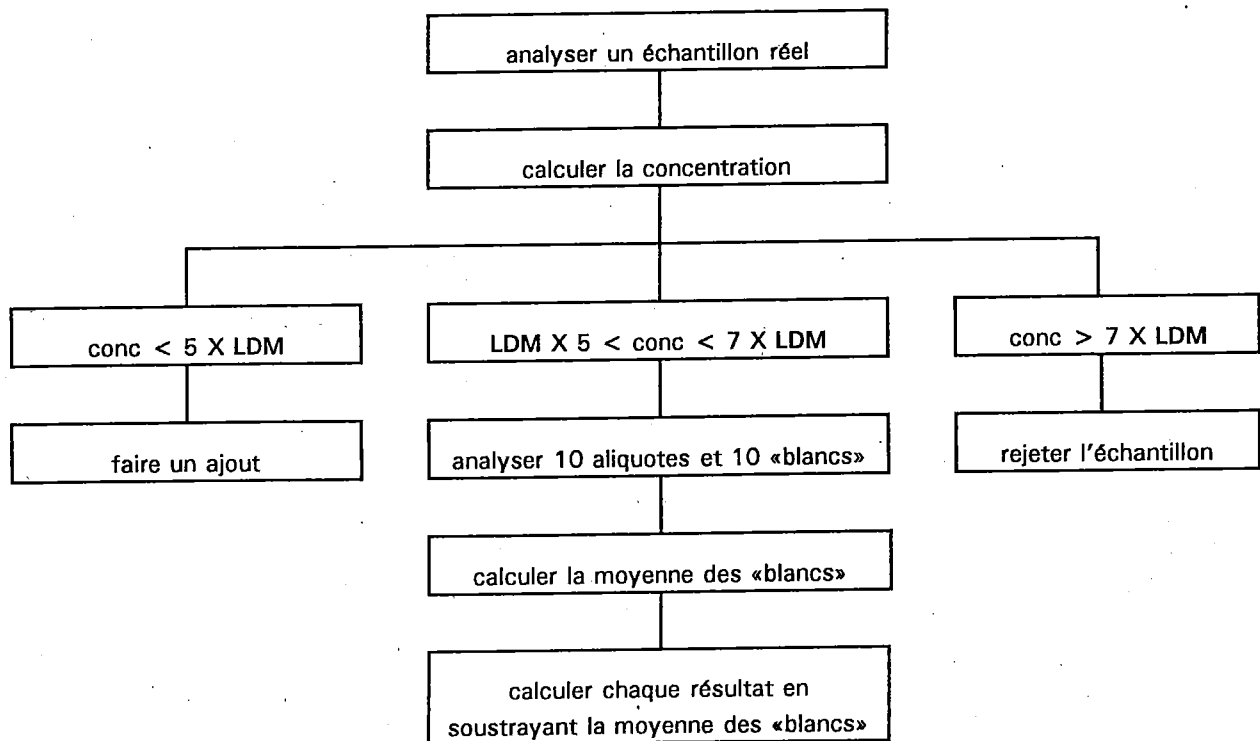 analyser un échantillon réel
calculer la concentration
conc < 5 X LDM
LDM X 5 < conc < 7 X LDM
conc > 7 X LDM
faire un ajout
analyser 10 aliquotes et 10 «blancs»
rejeter l'échantillon
calculer la moyenne des «blancs»
calculer chaque résultat en
soustrayant la moyenne des «blancs»